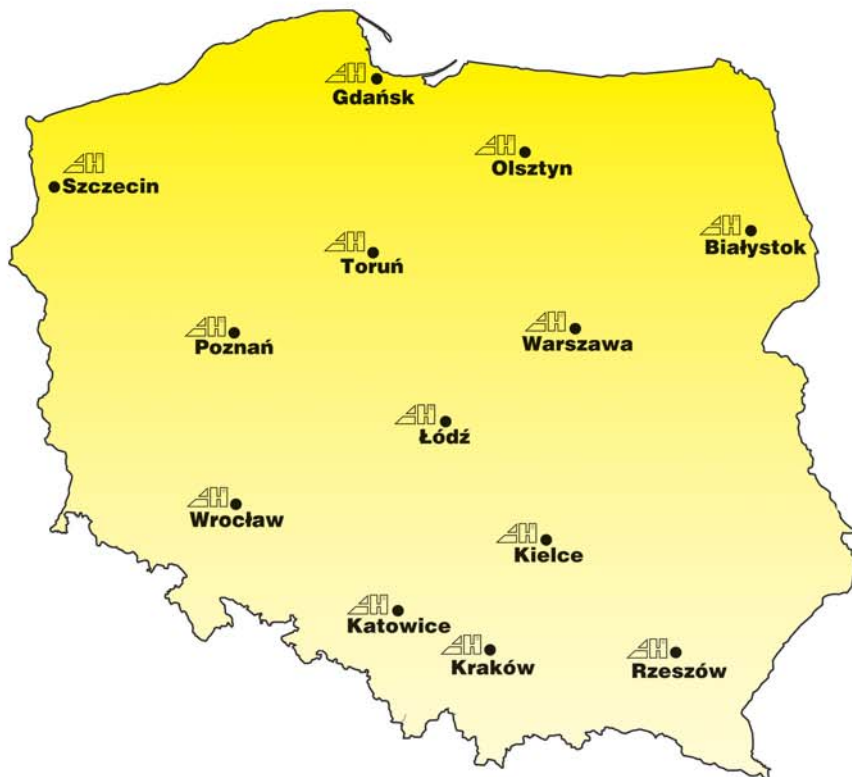 Gdańsk
Olsztyn
Szczecin
Białystok
Toruń
Warszawa
Poznań
Łódź
Wrocław
Kielce
Katowice
Kraków
Rzeszów